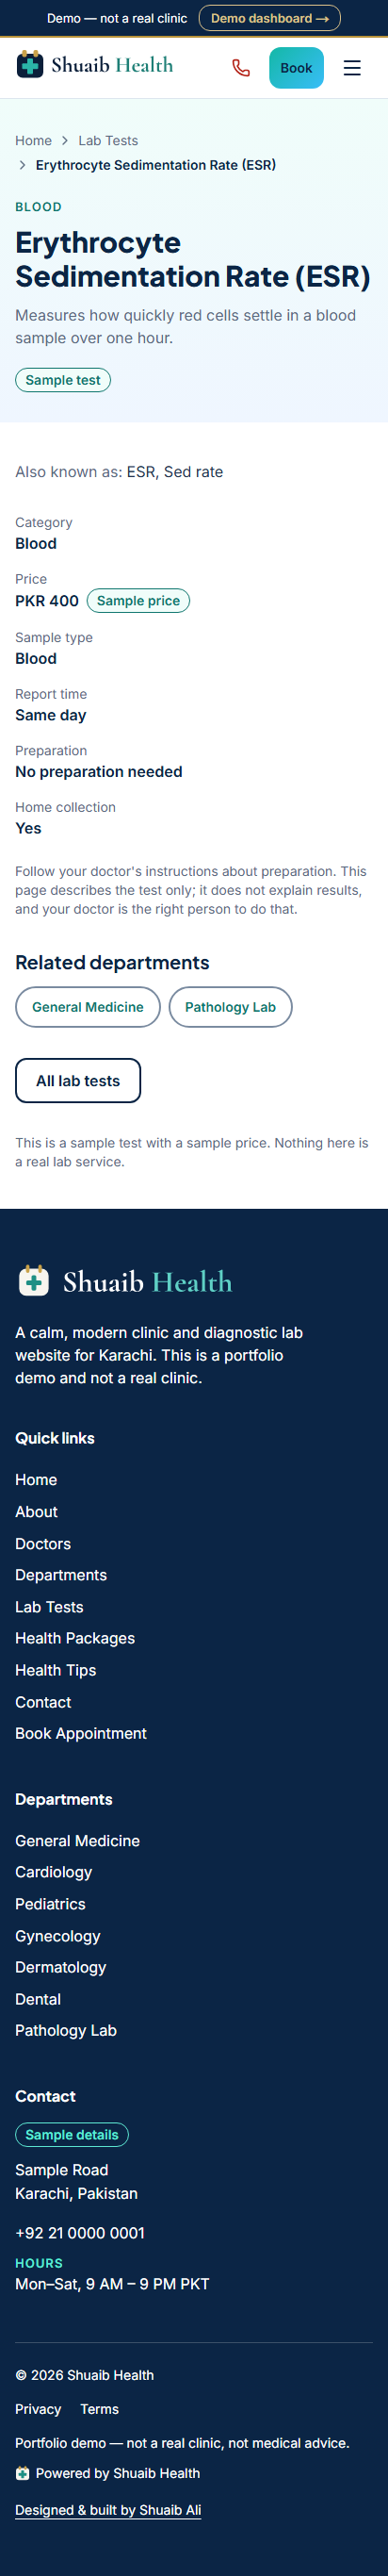 Demo — not a real clinic
Demo dashboard →
Shuaib Health
Book
Home
Lab Tests
Erythrocyte Sedimentation Rate (ESR)
BLOOD
Erythrocyte
Sedimentation Rate (ESR)
Measures how quickly red cells settle in a blood
sample over one hour.
Sample test
Also known as: ESR, Sed rate
Category
Blood
Price
PKR 400 Sample price
Sample type
Blood
Report time
Same day
Preparation
No preparation needed
Home collection
Yes
Follow your doctor's instructions about preparation. This
page describes the test only; it does not explain results,
and your doctor is the right person to do that.
Related departments
General Medicine
Pathology Lab
All lab tests
This is a sample test with a sample price. Nothing here is
a real lab service.
Shuaib Health
A calm, modern clinic and diagnostic lab
website for Karachi. This is a portfolio
demo and not a real clinic.
Quick links
Home
About
Doctors
Departments
Lab Tests
Health Packages
Health Tips
Contact
Book Appointment
Departments
General Medicine
Cardiology
Pediatrics
Gynecology
Dermatology
Dental
Pathology Lab
Contact
Sample details
Sample Road
Karachi, Pakistan
+92 21 0000 0001
HOURS
Mon–Sat, 9 AM – 9 PM PKT
© 2026 Shuaib Health
Privacy
Terms
Portfolio demo — not a real clinic, not medical advice.
Powered by Shuaib Health
Designed & built by Shuaib Ali